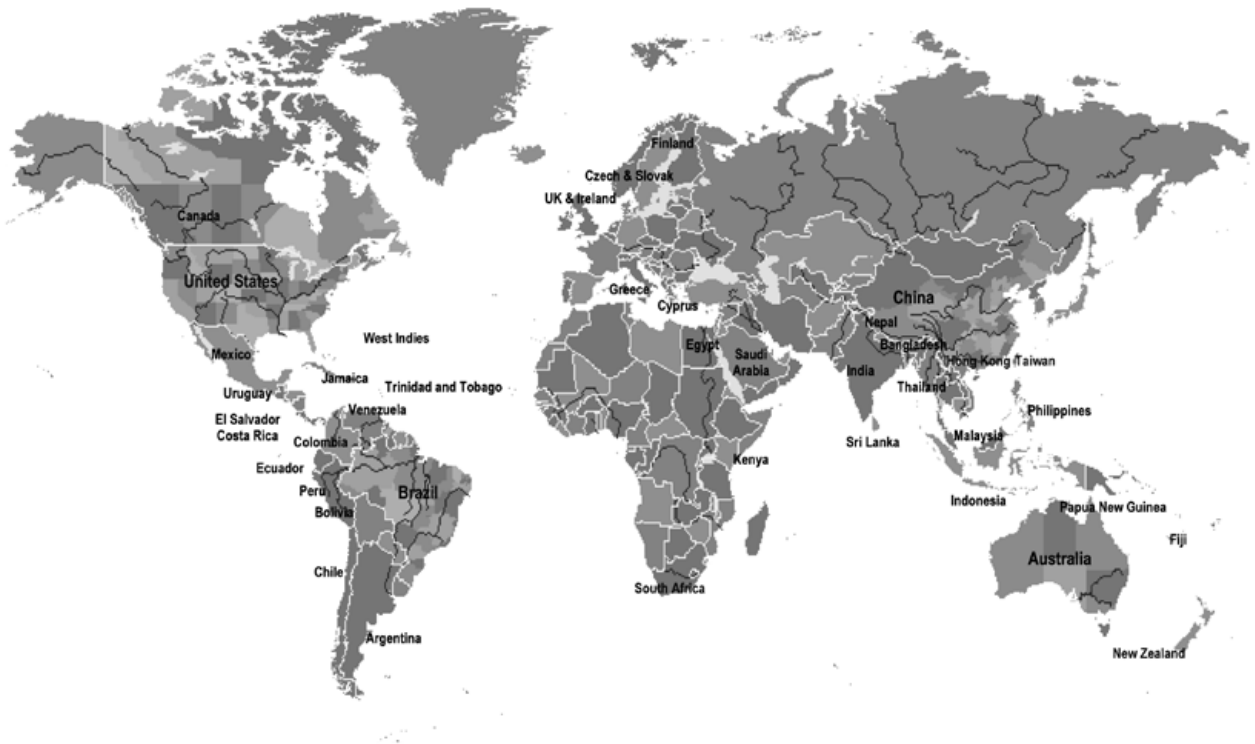 Finland
Czech & Slovak
UK & Ireland
Canada
United States
Greece
China
Cyprus
Nepal
West Indies
Egypt
Bangladesh
Mexico
Saudi
Arabia
Hong Kong Taiwan
India
Jamaica
Trinidad and Tobago
Thailand
Uruguay
Venezuela
Philippines
El Salvador
Costa Rica
Colombia
Sri Lanka
Malaysia
Kenya
Ecuador
Peru
Brazil
Indonesia
Bolivia
Papua New Guinea
Fiji
Australia
Chile
South Africa
Argentina
New Zealand